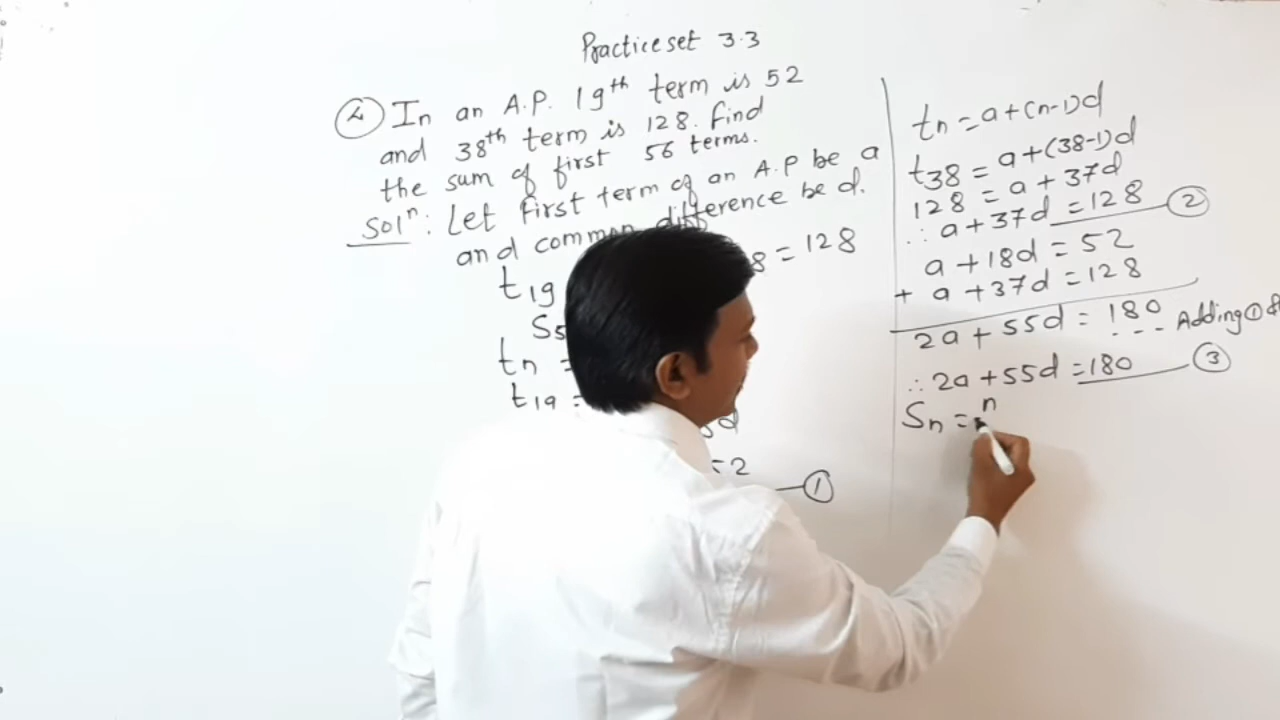 Practice set 3.3
④ In an A.P. 19th term is 52
and 38th term is 128. Find
the sum of first 56 terms.
Solⁿ: Let first term of an A.P be a
and common difference be d.
t19 8 = 128
S5
tn =
t19 =
d
= 52
①
tn = a+(n-1)d
t38 = a+(38-1)d
128 = a + 37d
∴ a+37d = 128 ②
a + 18d = 52
+ a + 37d = 128
2a + 55d = 180 --- Adding ① &
∴ 2a + 55d = 180 ③
Sn = n